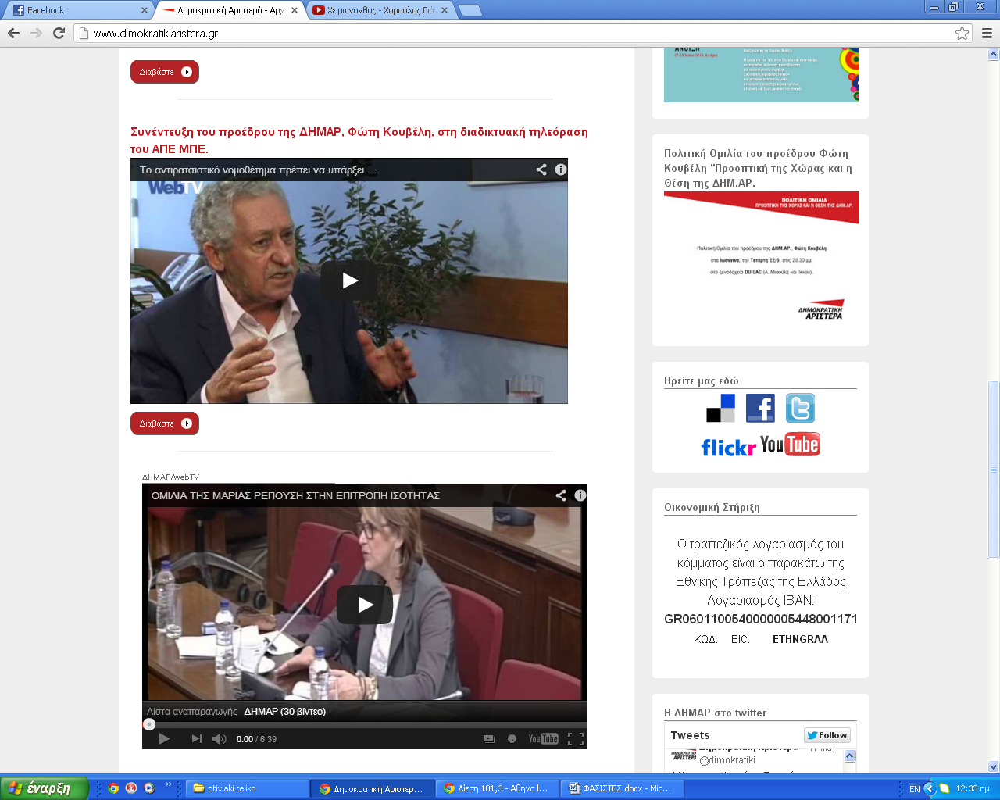 Facebook
Δημοκρατική Αριστερά - Αρχ
Χειμωνανθός - Χαρούλης Γιάν
www.dimokratikiaristera.gr
Διαβάστε
Συνέντευξη του προέδρου της ΔΗΜΑΡ, Φώτη Κουβέλη, στη διαδικτυακή τηλεόραση
του ΑΠΕ ΜΠΕ.
Το αντιρατσιστικό νομοθέτημα πρέπει να υπάρξει ...
WebTV
Διαβάστε
ΔΗΜΑΡ/WebTV
ΟΜΙΛΙΑ ΤΗΣ ΜΑΡΙΑΣ ΡΕΠΟΥΣΗ ΣΤΗΝ ΕΠΙΤΡΟΠΗ ΙΣΟΤΗΤΑΣ
Λίστα αναπαραγωγής ΔΗΜΑΡ (30 βίντεο)
0:00 / 6:39
YouTube
ΑΝΟΙΞΗ
Πολιτική Ομιλία του προέδρου Φώτη
Κουβέλη "Προοπτική της Χώρας και η
Θέση της ΔΗΜ.ΑΡ.
ΠΟΛΙΤΙΚΗ ΟΜΙΛΙΑ
ΠΡΟΟΠΤΙΚΗ ΤΗΣ ΧΩΡΑΣ ΚΑΙ Η ΘΕΣΗ ΤΗΣ ΔΗΜ.ΑΡ.
Πολιτική Ομιλία του προέδρου της ΔΗΜ.ΑΡ., Φώτη Κουβέλη
στα Ιωάννινα, την Τετάρτη 22/5, στις 20.30 μμ,
στο ξενοδοχείο DU LAC (Α. Μιαούλη και Ίκκου).
ΔΗΜΟΚΡΑΤΙΚΗ
ΑΡΙΣΤΕΡΑ
Βρείτε μας εδώ
flickr YouTube
Οικονομική Στήριξη
Ο τραπεζικός λογαριασμός του
κόμματος είναι ο παρακάτω της
Εθνικής Τράπεζας της Ελλάδος
Λογαριασμός IBAN:
GR0601100540000005448001171
ΚΩΔ. BIC: ETHNGRAA
Η ΔΗΜΑΡ στο twitter
Tweets
Follow
@dimokratiki
έναρξη
ptixiaki teliko
Δημοκρατική Αριστερ...
Δίεση 101,3 - Αθήνα l...
ΦΑΣΙΣΤΕΣ.docx - Mic...
EN
12:33 πμ